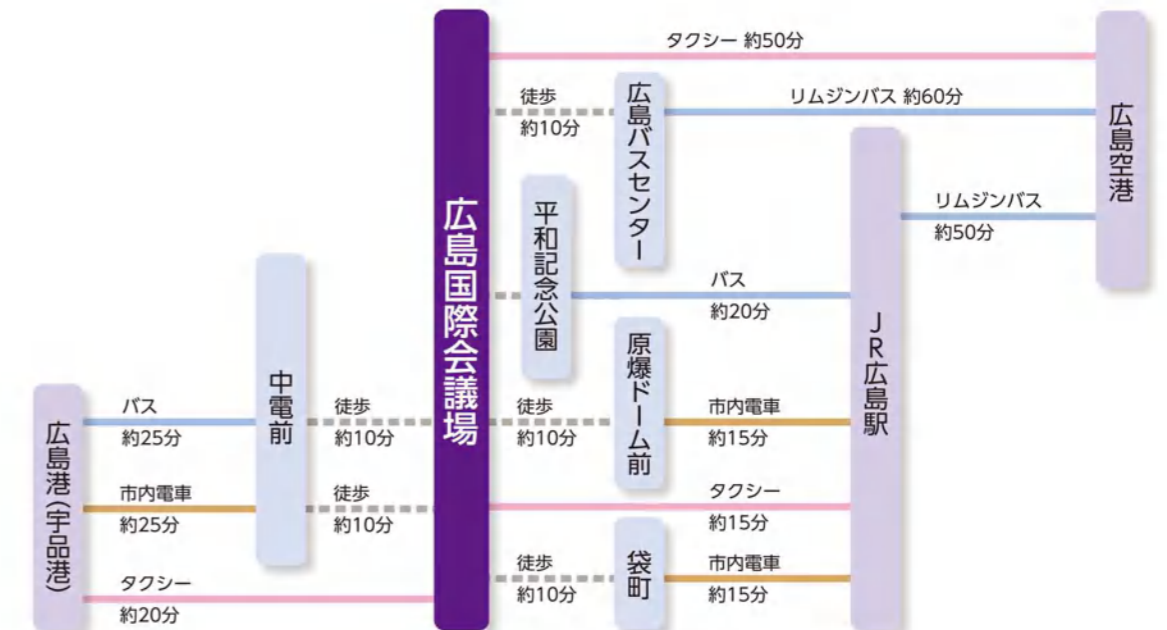 タクシー 約50分
徒歩
約10分
広島バスセンター
リムジンバス 約60分
広島空港
リムジンバス
約50分
広島国際会議場
平和記念公園
バス
約20分
JR広島駅
原爆ドーム前
中電前
広島港（宇品港）
バス
約25分
徒歩
約10分
徒歩
約10分
市内電車
約15分
市内電車
約25分
徒歩
約10分
タクシー
約15分
袋町
徒歩
約10分
市内電車
約15分
タクシー
約20分